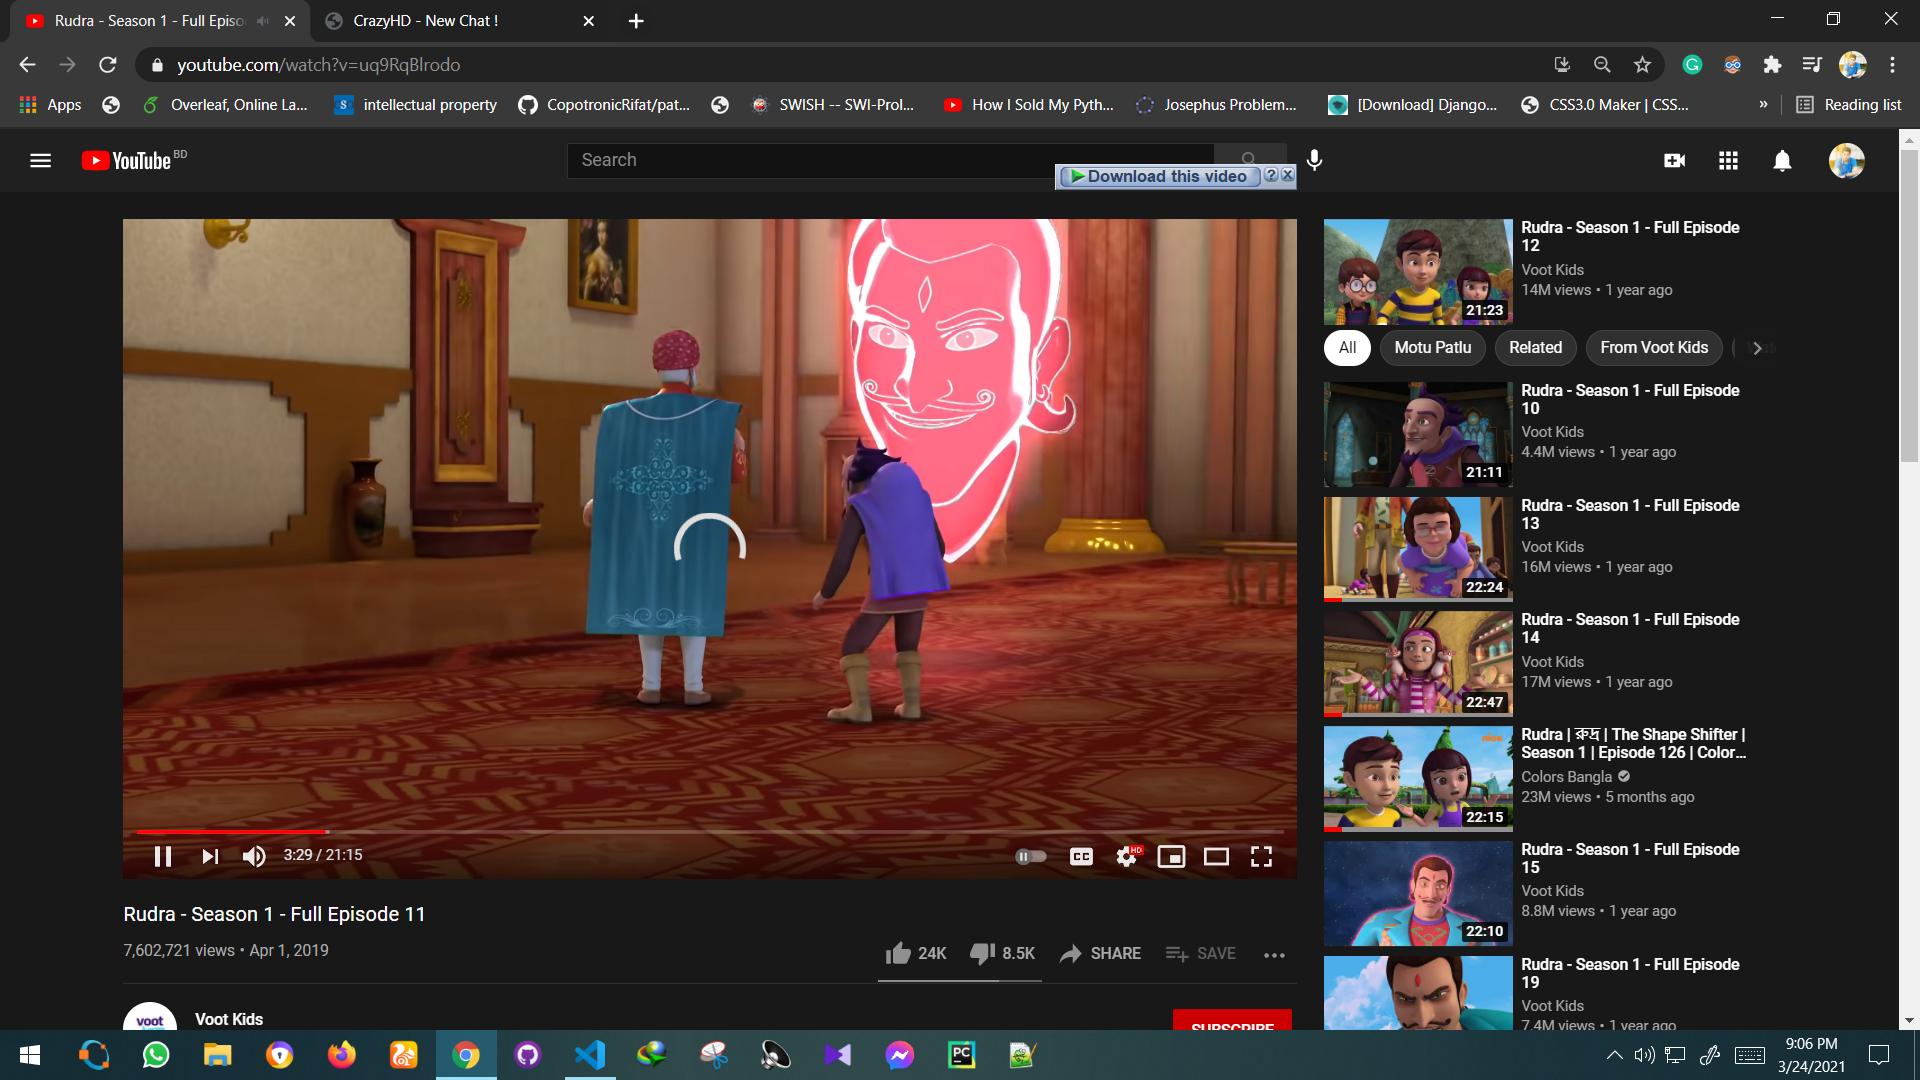 Rudra - Season 1 - Full Episo
CrazyHD - New Chat !
youtube.com/watch?v=uq9RqBlrodo
Apps
Overleaf, Online La...
S
intellectual property
CopotronicRifat/pat...
SWISH -- SWI-Prol...
How I Sold My Pyth...
Josephus Problem...
[Download] Django...
CSS3.0 Maker | CSS...
»
Reading list
YouTube BD
Search
Download this video
Rudra - Season 1 - Full Episode
12
Voot Kids
14M views • 1 year ago
21:23
All
Motu Patlu
Related
From Voot Kids
Rudra - Season 1 - Full Episode
10
Voot Kids
4.4M views • 1 year ago
21:11
Rudra - Season 1 - Full Episode
13
Voot Kids
16M views • 1 year ago
22:24
Rudra - Season 1 - Full Episode
14
Voot Kids
17M views • 1 year ago
22:47
Rudra | রুদ্র | The Shape Shifter |
Season 1 | Episode 126 | Color...
Colors Bangla
23M views • 5 months ago
22:15
Rudra - Season 1 - Full Episode
15
Voot Kids
8.8M views • 1 year ago
22:10
Rudra - Season 1 - Full Episode
19
Voot Kids
7.4M views • 1 year ago
3:29 / 21:15
CC
HD
Rudra - Season 1 - Full Episode 11
7,602,721 views • Apr 1, 2019
24K
8.5K
SHARE
SAVE
voot
Voot Kids
SUBSCRIBE
PC
9:06 PM
3/24/2021